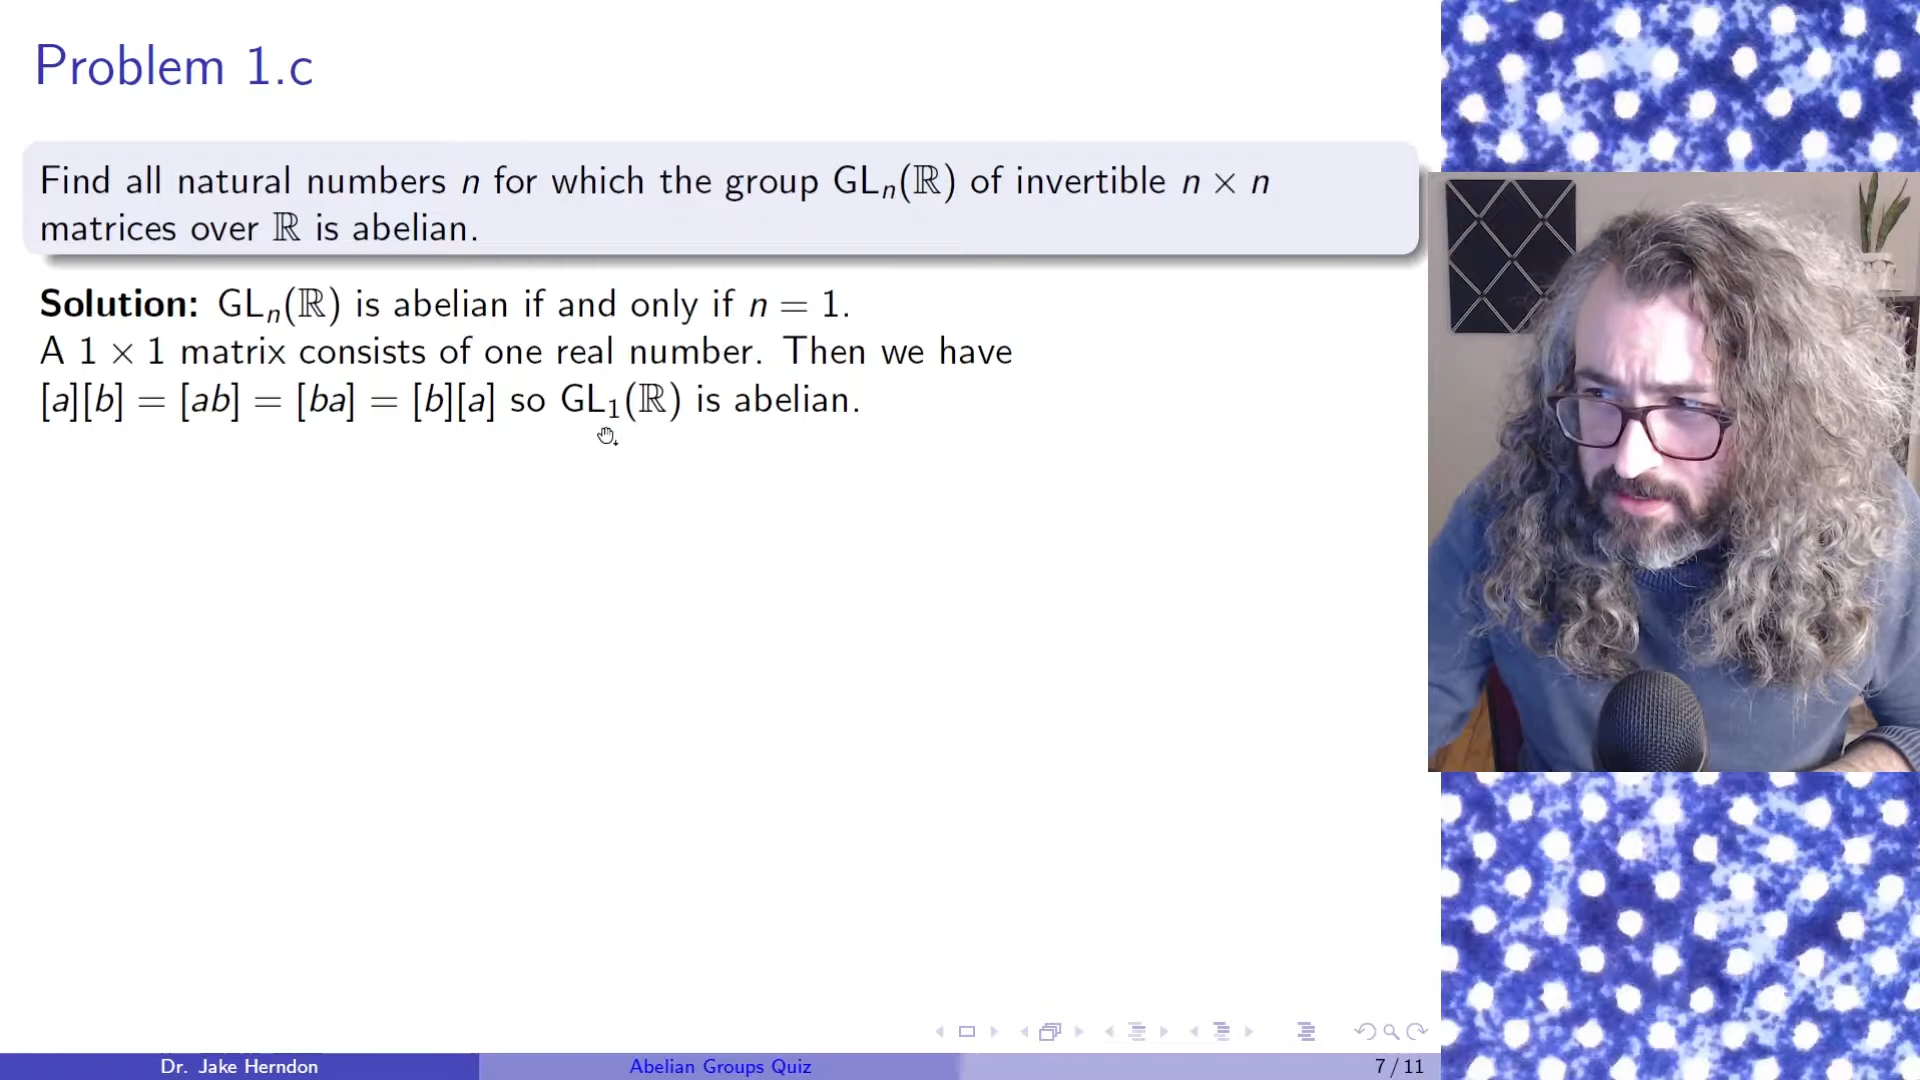 Problem 1.c
Find all natural numbers n for which the group GLₙ(ℝ) of invertible n × n
matrices over ℝ is abelian.
Solution: GLₙ(ℝ) is abelian if and only if n = 1.
A 1 × 1 matrix consists of one real number. Then we have
[a][b] = [ab] = [ba] = [b][a] so GL₁(ℝ) is abelian.
Dr. Jake Herndon
Abelian Groups Quiz
7 / 11